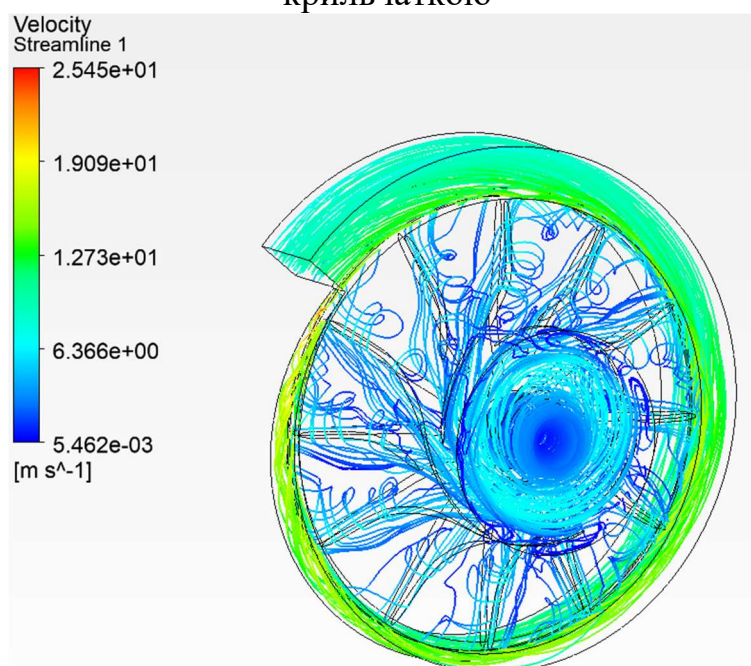 крильчаткою
Velocity
Streamline 1
2.545e+01
1.909e+01
1.273e+01
6.366e+00
5.462e-03
[m s^-1]